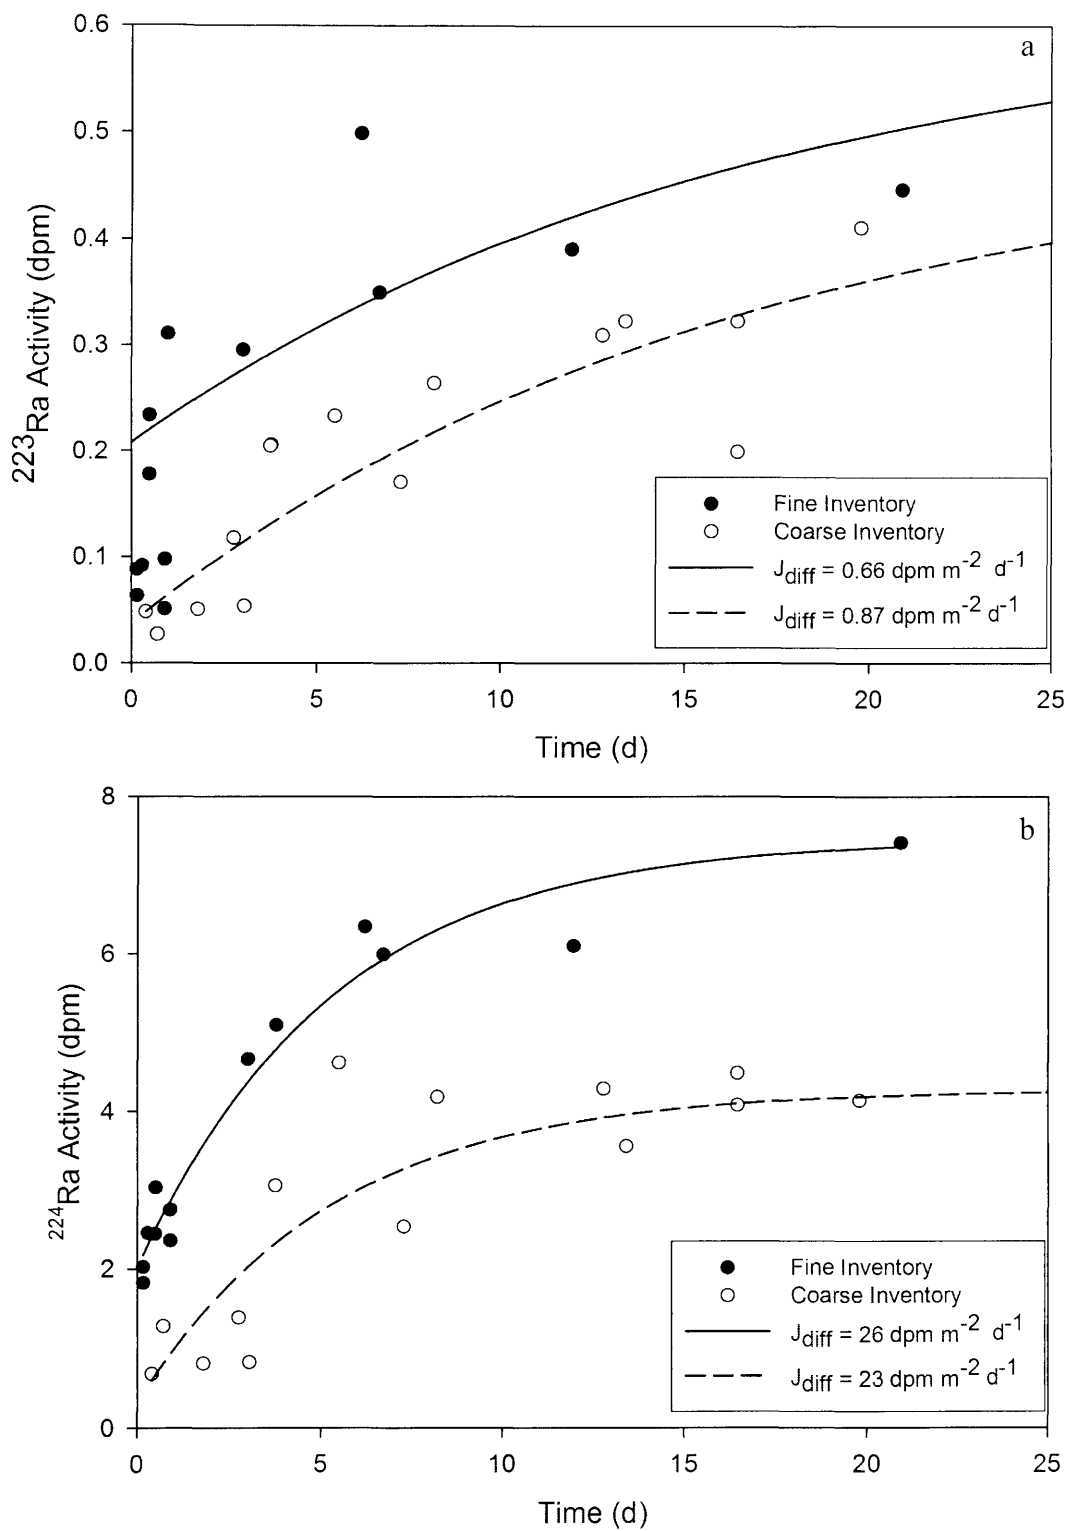 0.6
a
0.5
0.4
0.3
0.2
0.1
0.0
223Ra Activity (dpm)
Fine Inventory
Coarse Inventory
Jdiff = 0.66 dpm m-2 d-1
Jdiff = 0.87 dpm m-2 d-1
0 5 10 15 20 25
Time (d)
8
b
6
4
2
0
224Ra Activity (dpm)
Fine Inventory
Coarse Inventory
Jdiff = 26 dpm m-2 d-1
Jdiff = 23 dpm m-2 d-1
0 5 10 15 20 25
Time (d)